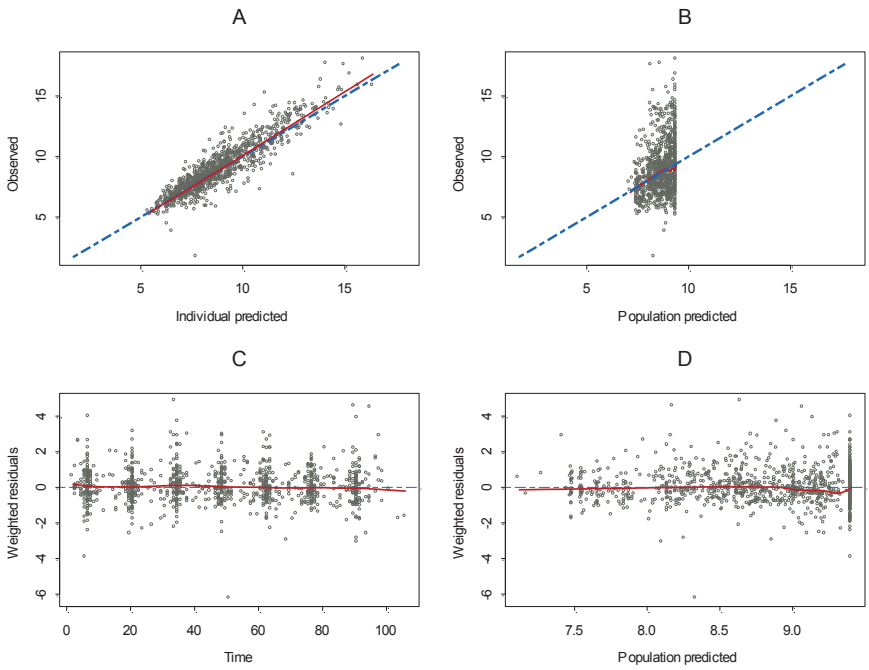 A
B
Observed
15
10
5
5
10
15
Individual predicted
Observed
15
10
5
5
10
15
Population predicted
C
D
Weighted residuals
4
2
0
-2
-4
-6
0
20
40
60
80
100
Time
Weighted residuals
4
2
0
-2
-4
-6
7.5
8.0
8.5
9.0
Population predicted